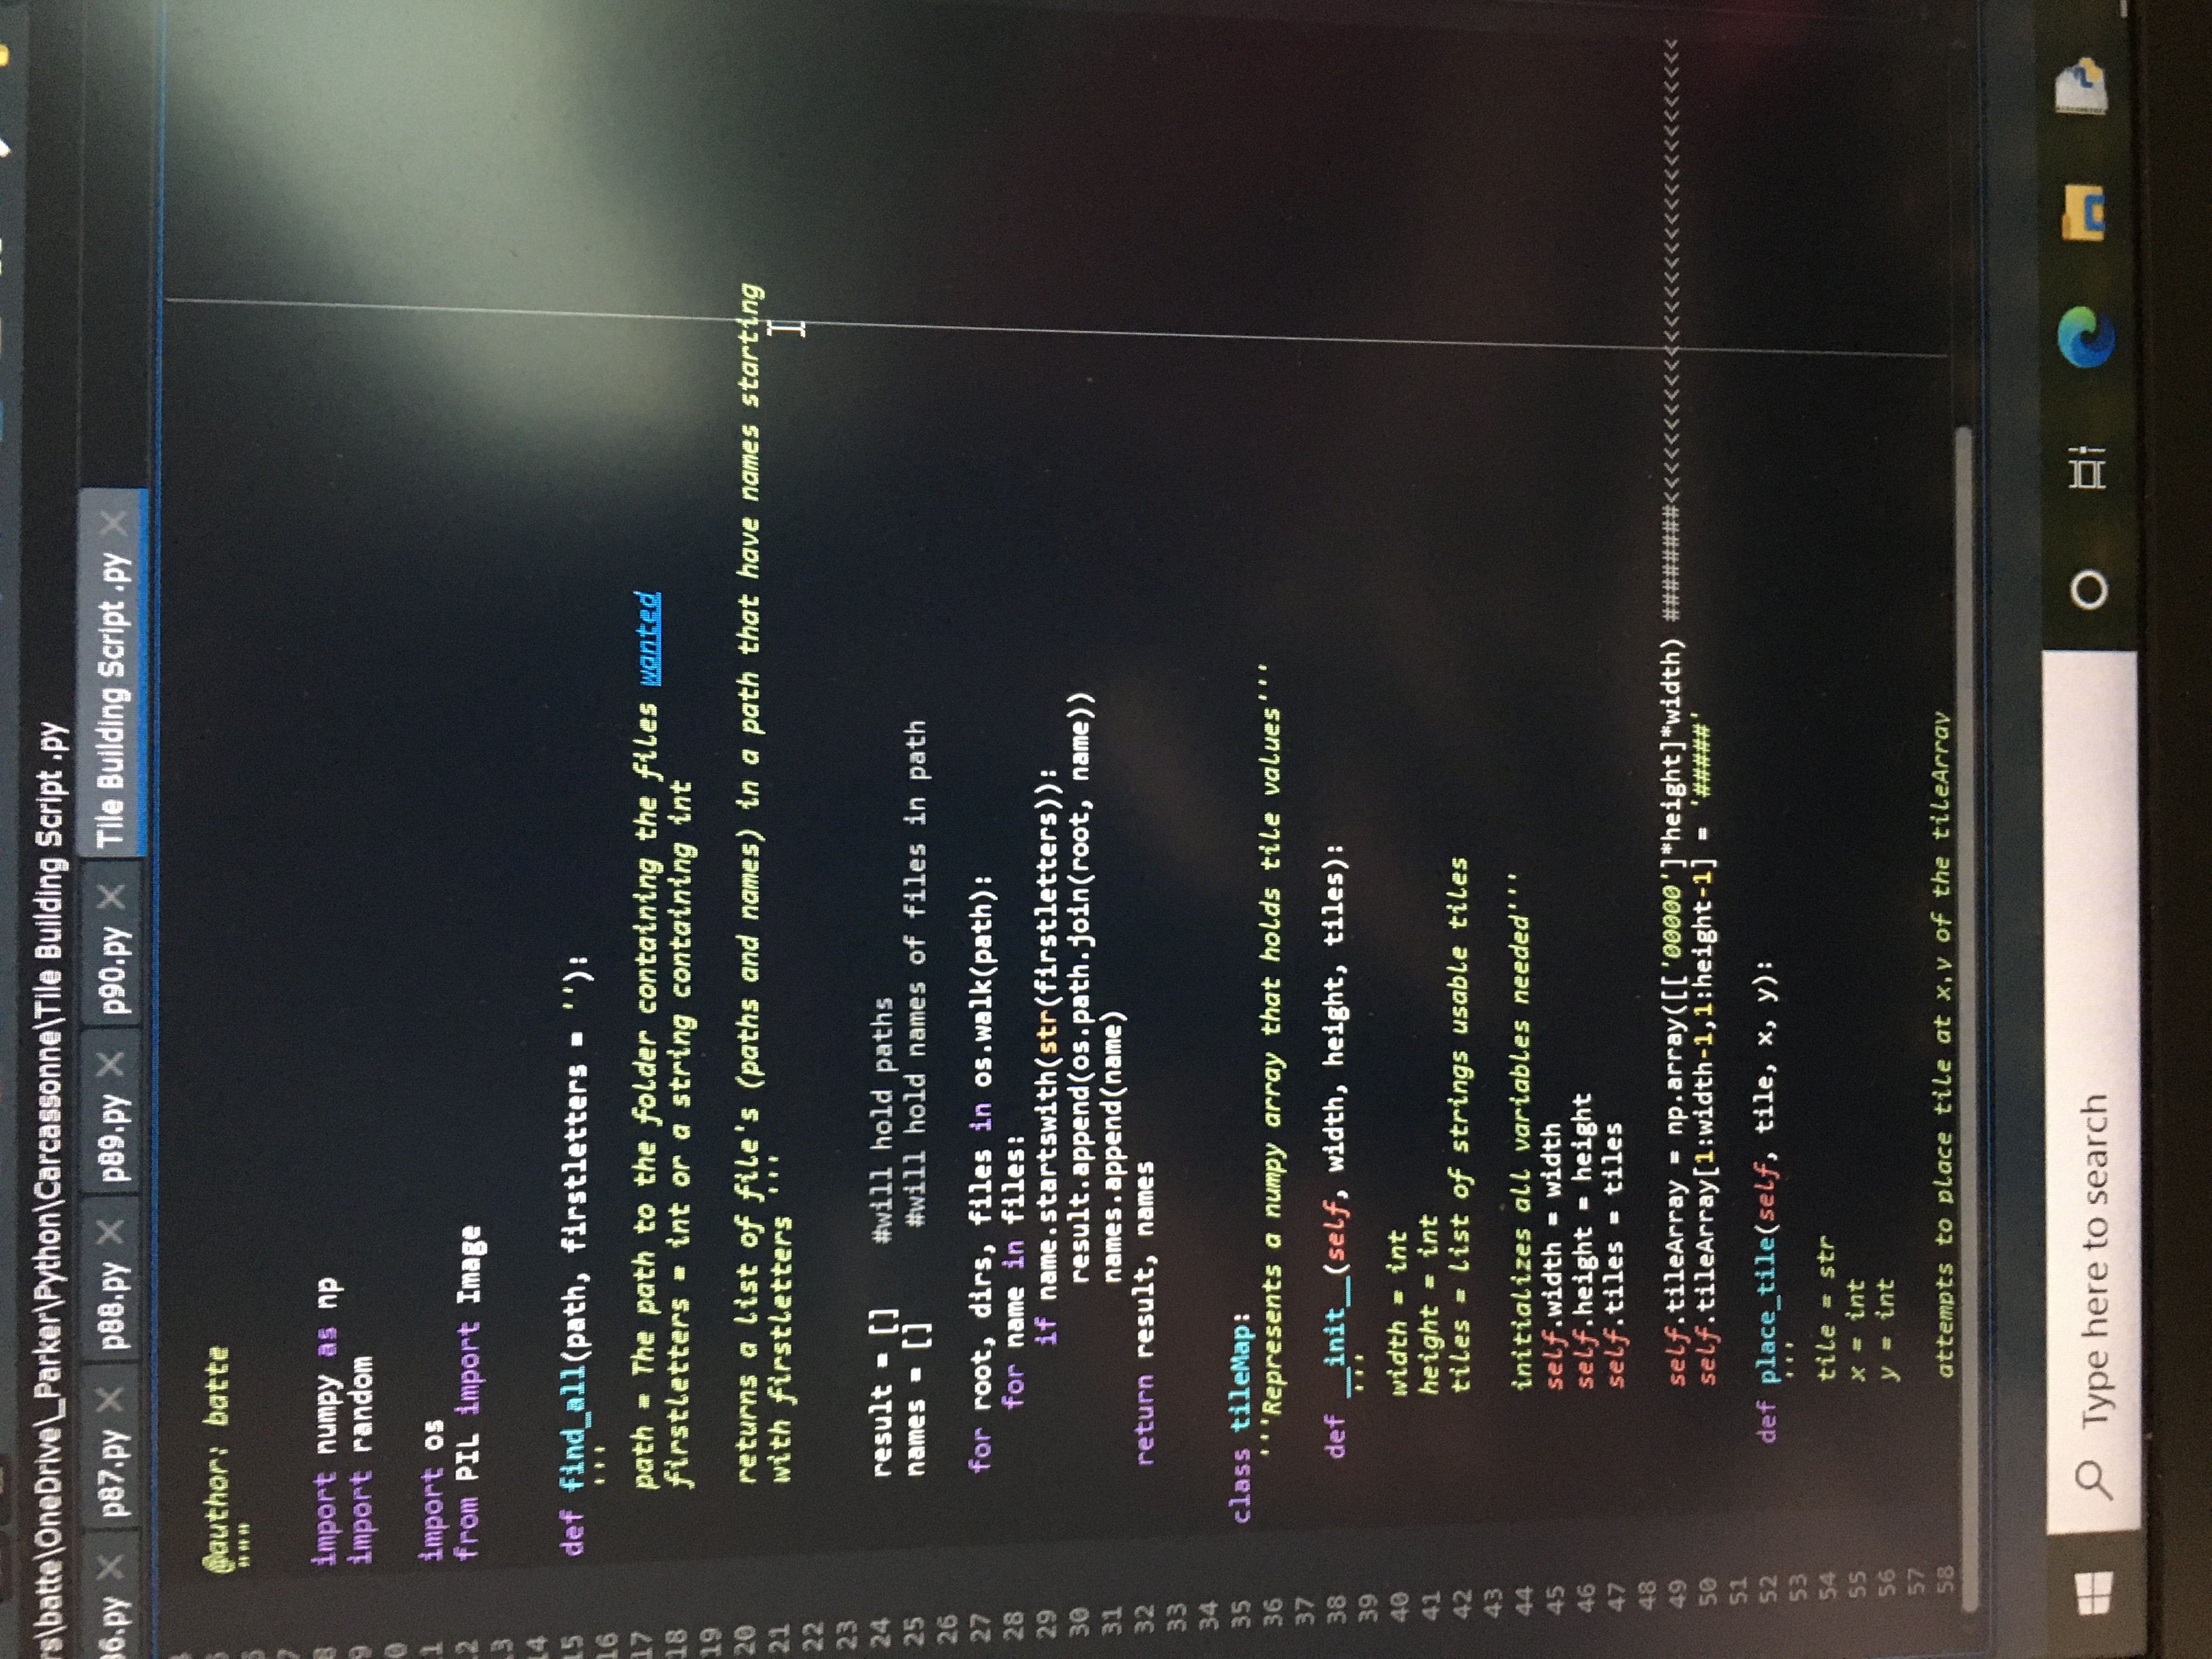 rs\batte\OneDrive\_Parker\Python\Carcassonne\Tile Building Script .py
36.py p87.py p88.py p89.py p90.py Tile Building Script .py
@author: batte
"""
import numpy as np
import random
import os
from PIL import Image
13
14
15 def find_all(path, firstletters = ''):
16 '''
17 path = The path to the folder containing the files wanted
18 firstletters = int or a string containing int
19
20 returns a list of file's (paths and names) in a path that have names starting
21 with firstletters '''
22
23
24 result = [] #will hold paths
25 names = [] #will hold names of files in path
26
27 for root, dirs, files in os.walk(path):
28 for name in files:
29 if name.startswith(str(firstletters)):
30 result.append(os.path.join(root, name))
31 names.append(name)
32 return result, names
33
34
35 class tileMap:
36 '''Represents a numpy array that holds tile values'''
37
38 def __init__(self, width, height, tiles):
39 '''
40 width = int
41 height = int
42 tiles = list of strings usable tiles
43
44 initializes all variables needed'''
45 self.width = width
46 self.height = height
47 self.tiles = tiles
48
49 self.tileArray = np.array([['00000']*height]*width) ########<<<<<<<<<<<<<<<<<<<<<<<<<<<<<<<<
50 self.tileArray[1:width-1,1:height-1] = '#####'
51
52 def place_tile(self, tile, x, y):
53 '''
54 tile = str
55 x = int
56 y = int
57
58 attempts to place tile at x,y of the tileArray
Type here to search